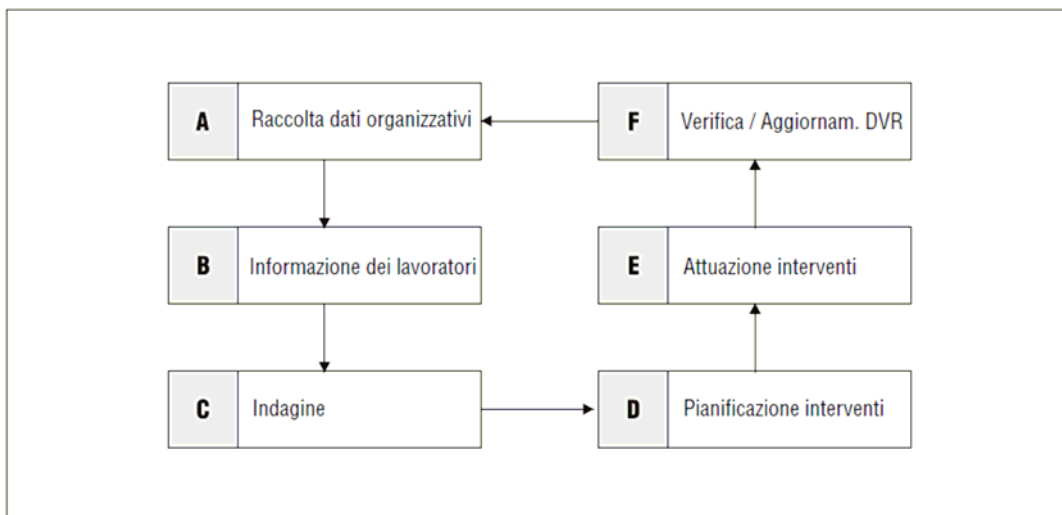 A Raccolta dati organizzativi
B Informazione dei lavoratori
C Indagine
D Pianificazione interventi
E Attuazione interventi
F Verifica / Aggiornam. DVR